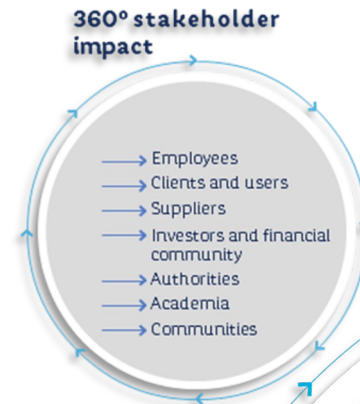 360º stakeholder
impact
Employees
Clients and users
Suppliers
Investors and financial
community
Authorities
Academia
Communities